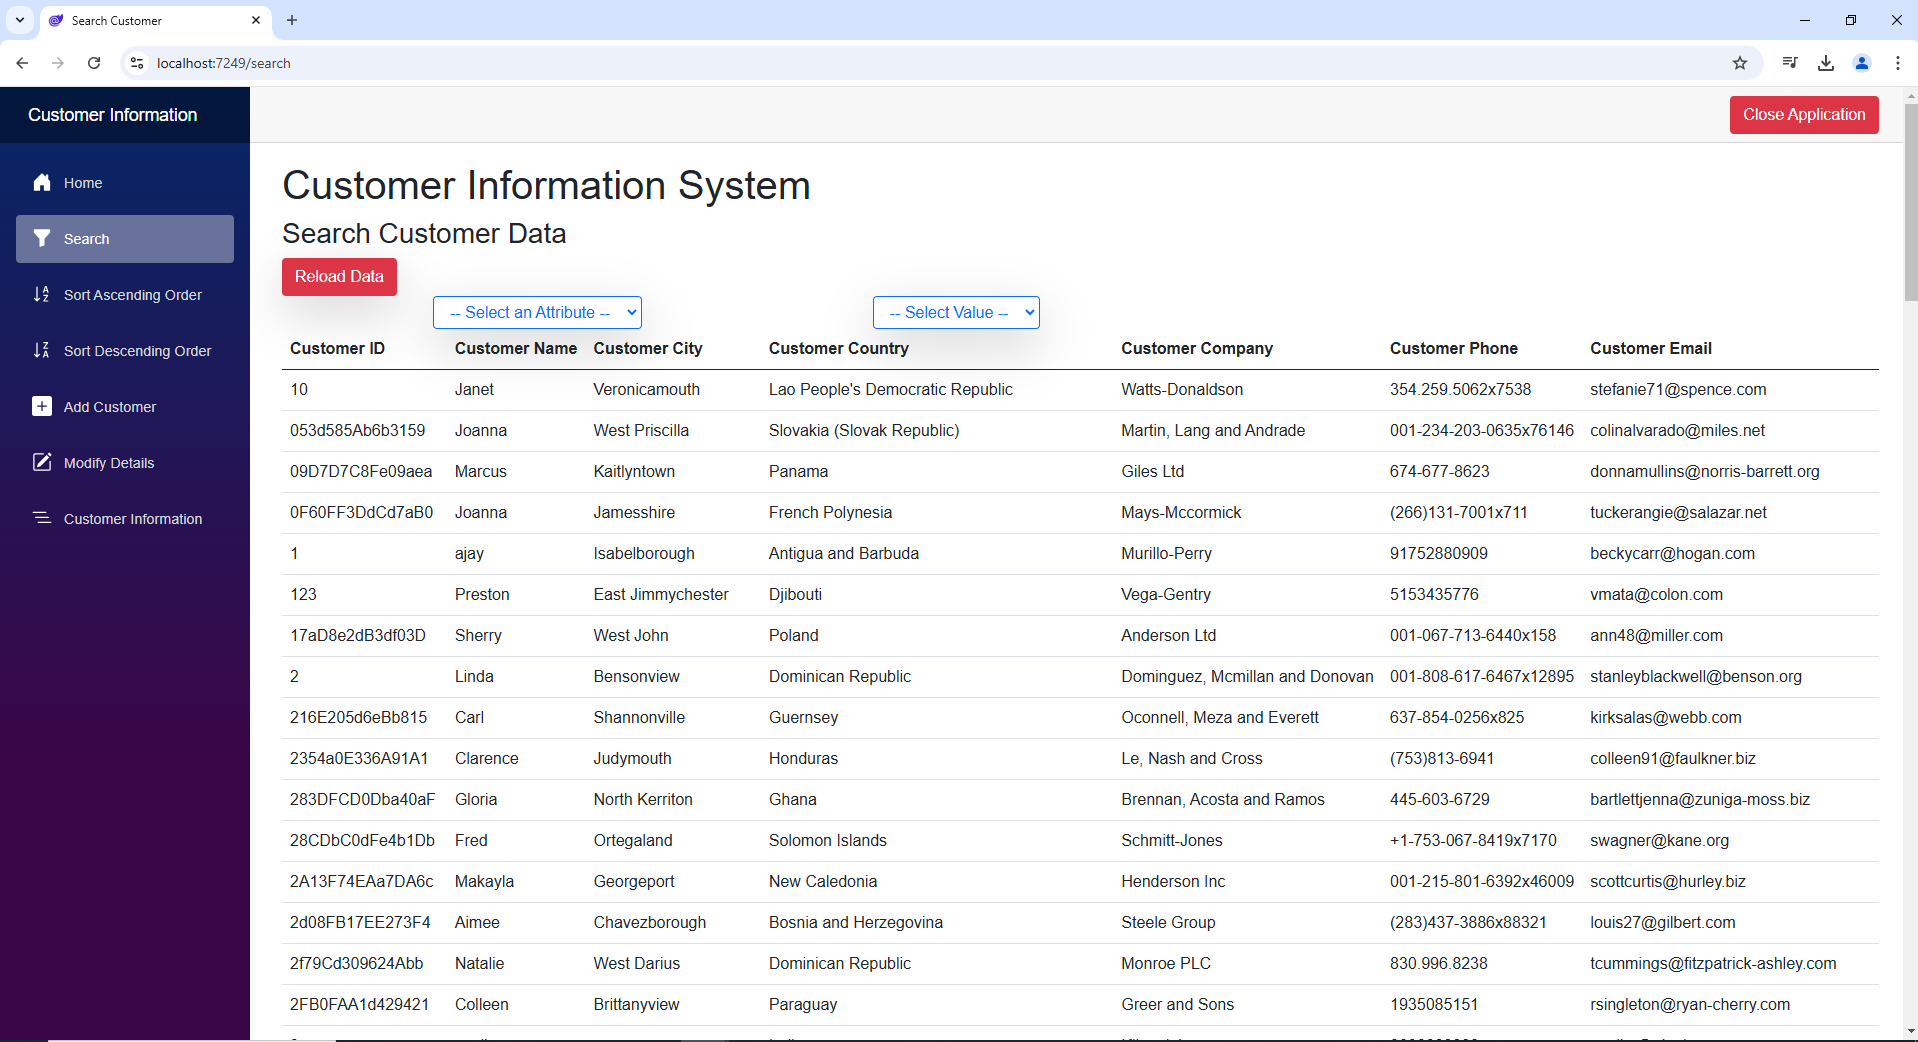 Search Customer
localhost:7249/search
Customer Information
Close Application
Home
Search
Sort Ascending Order
Sort Descending Order
Add Customer
Modify Details
Customer Information
Customer Information System
Search Customer Data
Reload Data
-- Select an Attribute -- -- Select Value --
Customer ID Customer Name Customer City Customer Country Customer Company Customer Phone Customer Email
10 Janet Veronicamouth Lao People's Democratic Republic Watts-Donaldson 354.259.5062x7538 stefanie71@spence.com
053d585Ab6b3159 Joanna West Priscilla Slovakia (Slovak Republic) Martin, Lang and Andrade 001-234-203-0635x76146 colinalvarado@miles.net
09D7D7C8Fe09aea Marcus Kaitlyntown Panama Giles Ltd 674-677-8623 donnamullins@norris-barrett.org
0F60FF3DdCd7aB0 Joanna Jamesshire French Polynesia Mays-Mccormick (266)131-7001x711 tuckerangie@salazar.net
1 ajay Isabelborough Antigua and Barbuda Murillo-Perry 91752880909 beckycarr@hogan.com
123 Preston East Jimmychester Djibouti Vega-Gentry 5153435776 vmata@colon.com
17aD8e2dB3df03D Sherry West John Poland Anderson Ltd 001-067-713-6440x158 ann48@miller.com
2 Linda Bensonview Dominican Republic Dominguez, Mcmillan and Donovan 001-808-617-6467x12895 stanleyblackwell@benson.org
216E205d6eBb815 Carl Shannonville Guernsey Oconnell, Meza and Everett 637-854-0256x825 kirksalas@webb.com
2354a0E336A91A1 Clarence Judymouth Honduras Le, Nash and Cross (753)813-6941 colleen91@faulkner.biz
283DFCD0Dba40aF Gloria North Kerriton Ghana Brennan, Acosta and Ramos 445-603-6729 bartlettjenna@zuniga-moss.biz
28CDbC0dFe4b1Db Fred Ortegaland Solomon Islands Schmitt-Jones +1-753-067-8419x7170 swagner@kane.org
2A13F74EAa7DA6c Makayla Georgeport New Caledonia Henderson Inc 001-215-801-6392x46009 scottcurtis@hurley.biz
2d08FB17EE273F4 Aimee Chavezborough Bosnia and Herzegovina Steele Group (283)437-3886x88321 louis27@gilbert.com
2f79Cd309624Abb Natalie West Darius Dominican Republic Monroe PLC 830.996.8238 tcummings@fitzpatrick-ashley.com
2FB0FAA1d429421 Colleen Brittanyview Paraguay Greer and Sons 1935085151 rsingleton@ryan-cherry.com